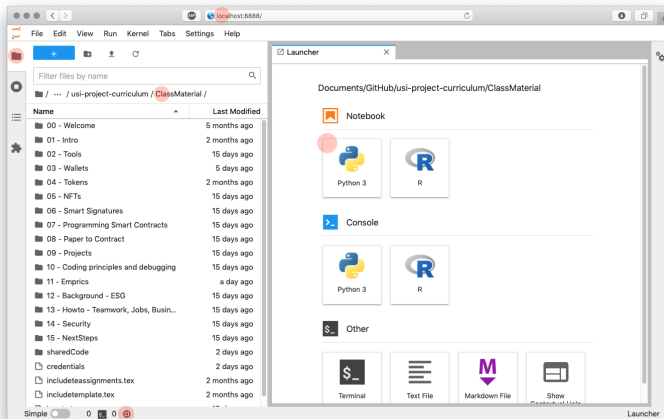 ABP
localhost:8888/
File Edit View Run Kernel Tabs Settings Help
Filter files by name
/ ··· / usi-project-curriculum / ClassMaterial /
Name Last Modified
00 - Welcome 5 months ago
01 - Intro 2 months ago
02 - Tools 15 days ago
03 - Wallets 5 days ago
04 - Tokens 2 months ago
05 - NFTs 15 days ago
06 - Smart Signatures 15 days ago
07 - Programming Smart Contracts 15 days ago
08 - Paper to Contract 15 days ago
09 - Projects 15 days ago
10 - Coding principles and debugging 15 days ago
11 - Emprics a day ago
12 - Background - ESG 15 days ago
13 - Howto - Teamwork, Jobs, Busin... 15 days ago
14 - Security 15 days ago
15 - NextSteps 15 days ago
sharedCode 2 days ago
credentials 2 days ago
includeteassignments.tex 2 months ago
includetemplate.tex 2 months ago
Simple 0 $_ 0
Launcher
Documents/GitHub/usi-project-curriculum/ClassMaterial
Notebook
Python 3
R
Console
Python 3
R
$_ Other
$_
Terminal
Text File
M
Markdown File
Show
Contextual Help
Launcher